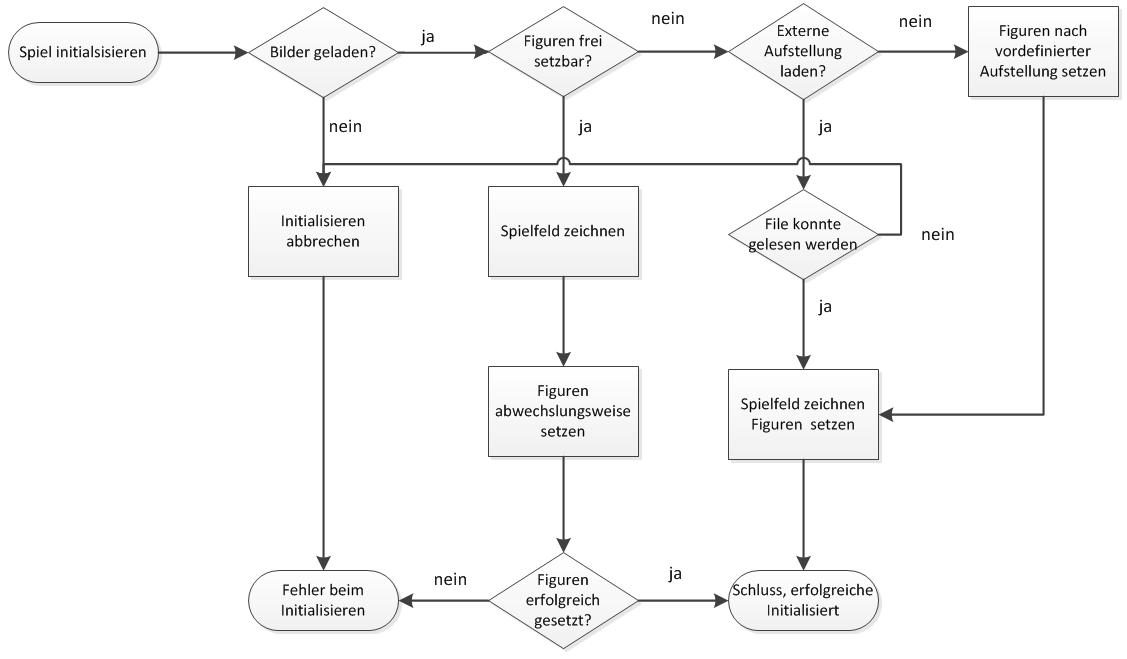 Spiel initialsisieren
Bilder geladen?
ja
Figuren frei
setzbar?
nein
Externe
Aufstellung
laden?
nein
Figuren nach
vordefinierter
Aufstellung setzen
nein
ja
ja
Initialisieren
abbrechen
Spielfeld zeichnen
File konnte
gelesen werden
nein
ja
Figuren
abwechslungsweise
setzen
Spielfeld zeichnen
Figuren setzen
Fehler beim
Initialisieren
nein
Figuren
erfolgreich
gesetzt?
ja
Schluss, erfolgreiche
Initialisiert